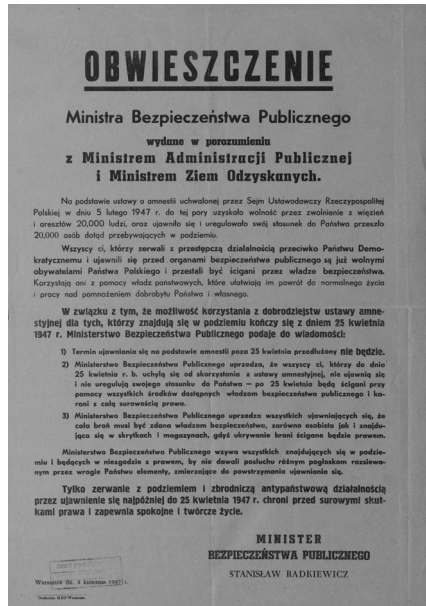 OBWIESZCZENIE
Ministra Bezpieczeństwa Publicznego
wydane w porozumieniu
z Ministrem Administracji Publicznej
i Ministrem Ziem Odzyskanych.
Na podstawie ustawy o amnestii uchwalonej przez Sejm Ustawodawczy Rzeczypospolitej
Polskiej w dniu 5 lutego 1947 r. do tej pory uzyskało wolność przez zwolnienie z więzień
i aresztów 20,000 ludzi, oraz ujawniło się i uregulowało swój stosunek do Państwa przeszło
20,000 osób dotąd przebywających w podziemiu.
Wszyscy ci, którzy zerwali z przestępczą działalnością przeciwko Państwu Demo-
kratycznemu i ujawnili się przed organami bezpieczeństwa publicznego są już wolnymi
obywatelami Państwa Polskiego i przestali być ścigani przez władze bezpieczeństwa.
Korzystają oni z pomocy władz państwowych, które ułatwiają im powrót do normalnego życia
i pracy nad pomnożeniem dobrobytu Państwa i własnego.
W związku z tym, że możliwość korzystania z dobrodziejstw ustawy amne-
styjnej dla tych, którzy znajdują się w podziemiu kończy się z dniem 25 kwietnia
1947 r. Ministerstwo Bezpieczeństwa Publicznego podaje do wiadomości:
1) Termin ujawniania się na podstawie amnestii poza 25 kwietnia przedłużony nie będzie.
2) Ministerstwo Bezpieczeństwa Publicznego uprzedza, że wszyscy ci, którzy do dnia
25 kwietnia r. b. uchylą się od skorzystania z ustawy amnestyjnej, nie ujawnią się
i nie uregulują swojego stosunku do Państwa – po 25 kwietnia będą ścigani przy
pomocy wszystkich środków dostępnych władzom bezpieczeństwa publicznego i ka-
rani z całą surowością prawa.
3) Ministerstwo Bezpieczeństwa Publicznego uprzedza wszystkich ujawniających się, że
cała broń musi być zdana władzom bezpieczeństwa, zarówno osobista jak i znajdu-
jąca się w skrytkach i magazynach, gdyż ukrywanie broni ścigane będzie prawem.
Ministerstwo Bezpieczeństwa Publicznego wzywa wszystkich znajdujących się w podzie-
miu i będących w niezgodzie z prawem, by nie dawali posłuchu różnym pogłoskom rozsiewa-
nym przez wrogie Państwu elementy, zmierzające do powstrzymania ujawniania się.
Tylko zerwanie z podziemiem i zbrodniczą antypaństwową działalnością
przez ujawnienie się najpóźniej do 25 kwietnia 1947 r. chroni przed surowymi skut-
kami prawa i zapewnia spokojne i twórcze życie.
MINISTER
BEZPIECZEŃSTWA PUBLICZNEGO
STANISŁAW RADKIEWICZ
Warszawa dn. 3 kwietnia 1947 r.